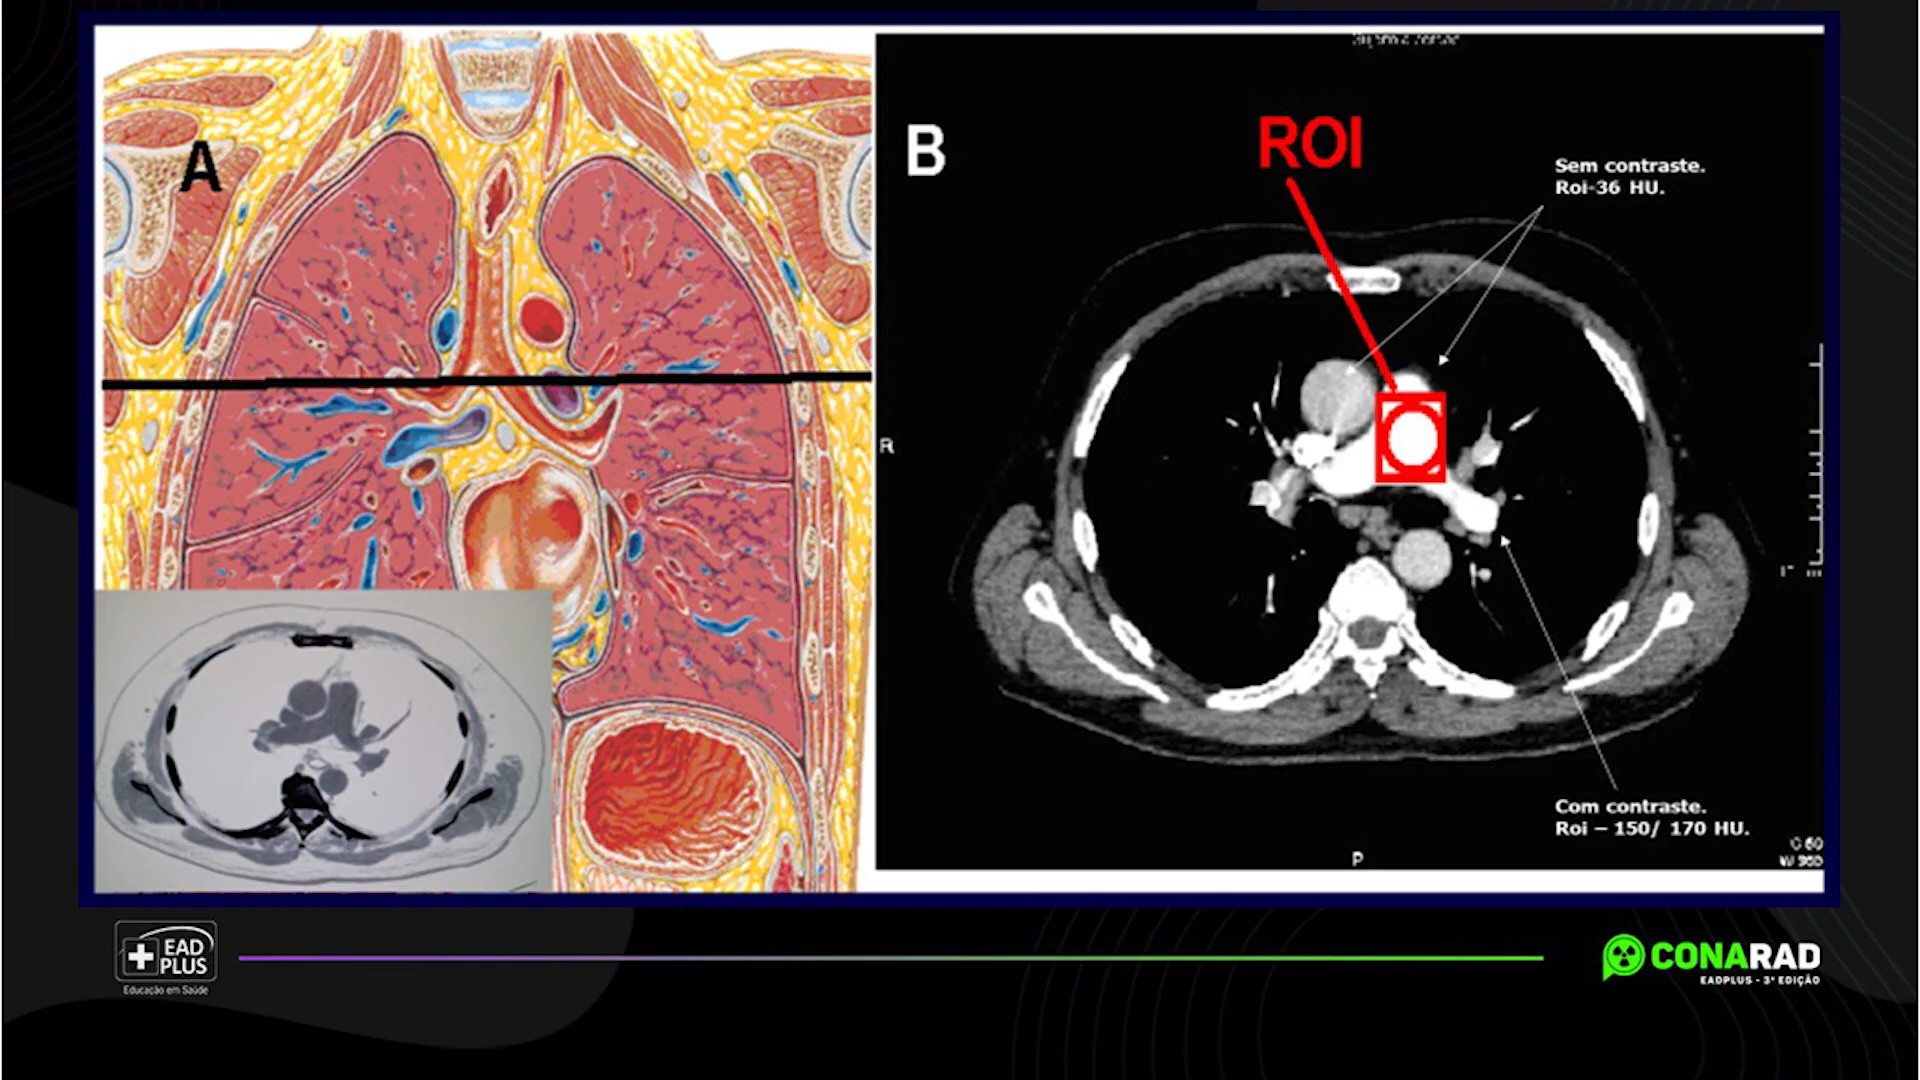 A
B
ROI
Sem contraste.
Roi-36 HU.
R
Com contraste.
Roi – 150/ 170 HU.
P
C 60
EAD
PLUS
Educação em Saúde
CONARAD
EADPLUS - 3ª EDIÇÃO